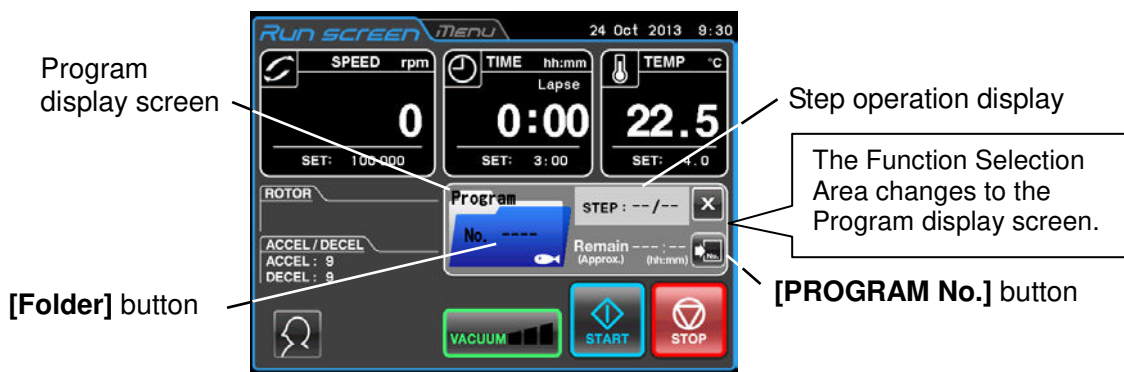 Run screen Menu 24 Oct 2013 9:30
Program
display screen
SPEED rpm
0
SET: 100 000
TIME hh:mm
Lapse
0:00
SET: 3:00
TEMP °C
22.5
SET: 4.0
Step operation display
The Function Selection
Area changes to the
Program display screen.
ROTOR
ACCEL / DECEL
ACCEL : 9
DECEL : 9
Program
No. ----
STEP : --/--
X
Remain ---:--
(Approx.) (hh:mm)
No.
[Folder] button
[PROGRAM No.] button
VACUUM
START
STOP